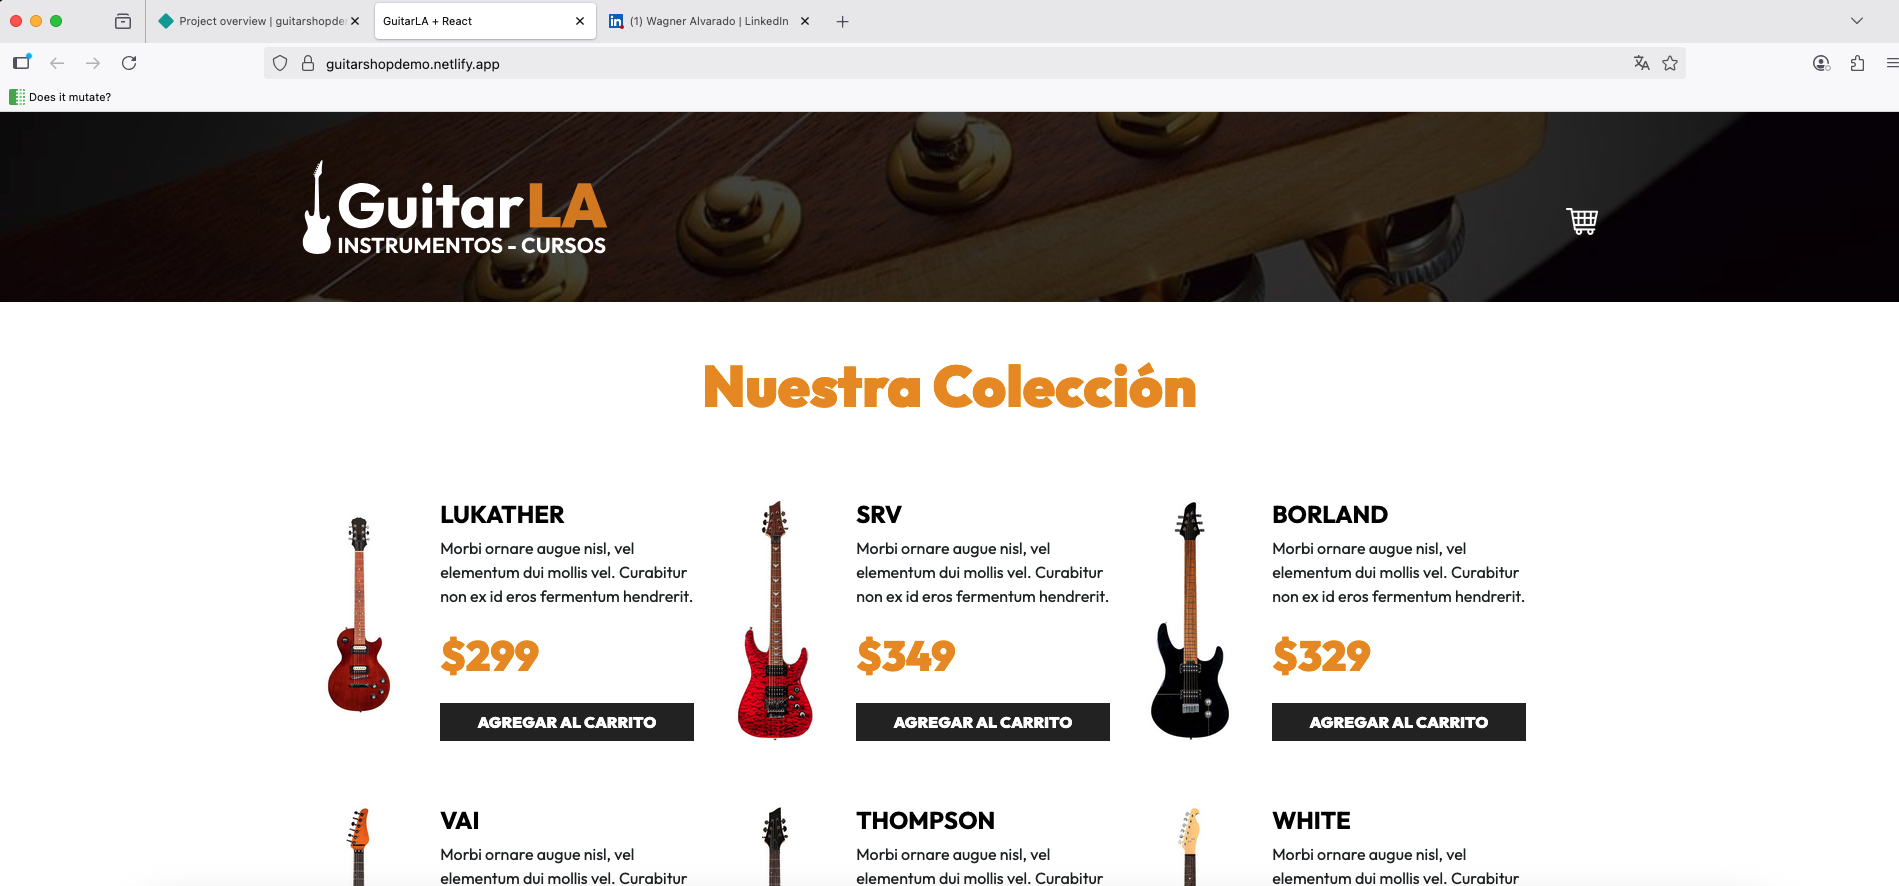 Project overview | guitarshopde
GuitarLA + React
(1) Wagner Alvarado | LinkedIn
guitarshopdemo.netlify.app
Does it mutate?
GuitarLA
INSTRUMENTOS - CURSOS
Nuestra Colección
LUKATHER
Morbi ornare augue nisl, vel
elementum dui mollis vel. Curabitur
non ex id eros fermentum hendrerit.
$299
AGREGAR AL CARRITO
SRV
Morbi ornare augue nisl, vel
elementum dui mollis vel. Curabitur
non ex id eros fermentum hendrerit.
$349
AGREGAR AL CARRITO
BORLAND
Morbi ornare augue nisl, vel
elementum dui mollis vel. Curabitur
non ex id eros fermentum hendrerit.
$329
AGREGAR AL CARRITO
VAI
Morbi ornare augue nisl, vel
elementum dui mollis vel. Curabitur
THOMPSON
Morbi ornare augue nisl, vel
elementum dui mollis vel. Curabitur
WHITE
Morbi ornare augue nisl, vel
elementum dui mollis vel. Curabitur